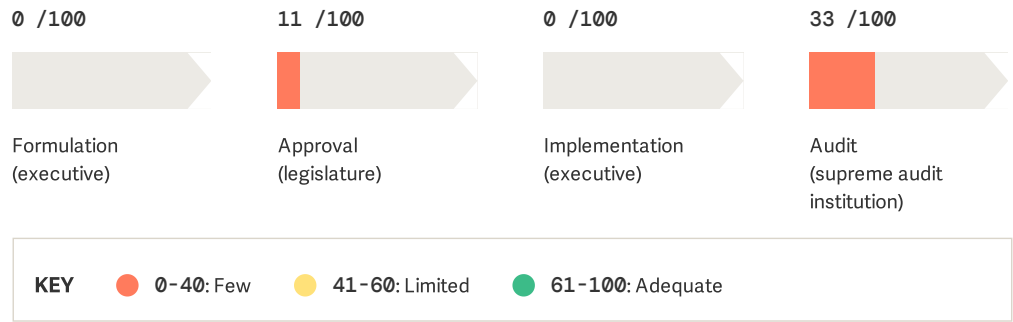 0 /100
11 /100
0 /100
33 /100
Formulation
(executive)
Approval
(legislature)
Implementation
(executive)
Audit
(supreme audit
institution)
KEY
0-40: Few
41-60: Limited
61-100: Adequate